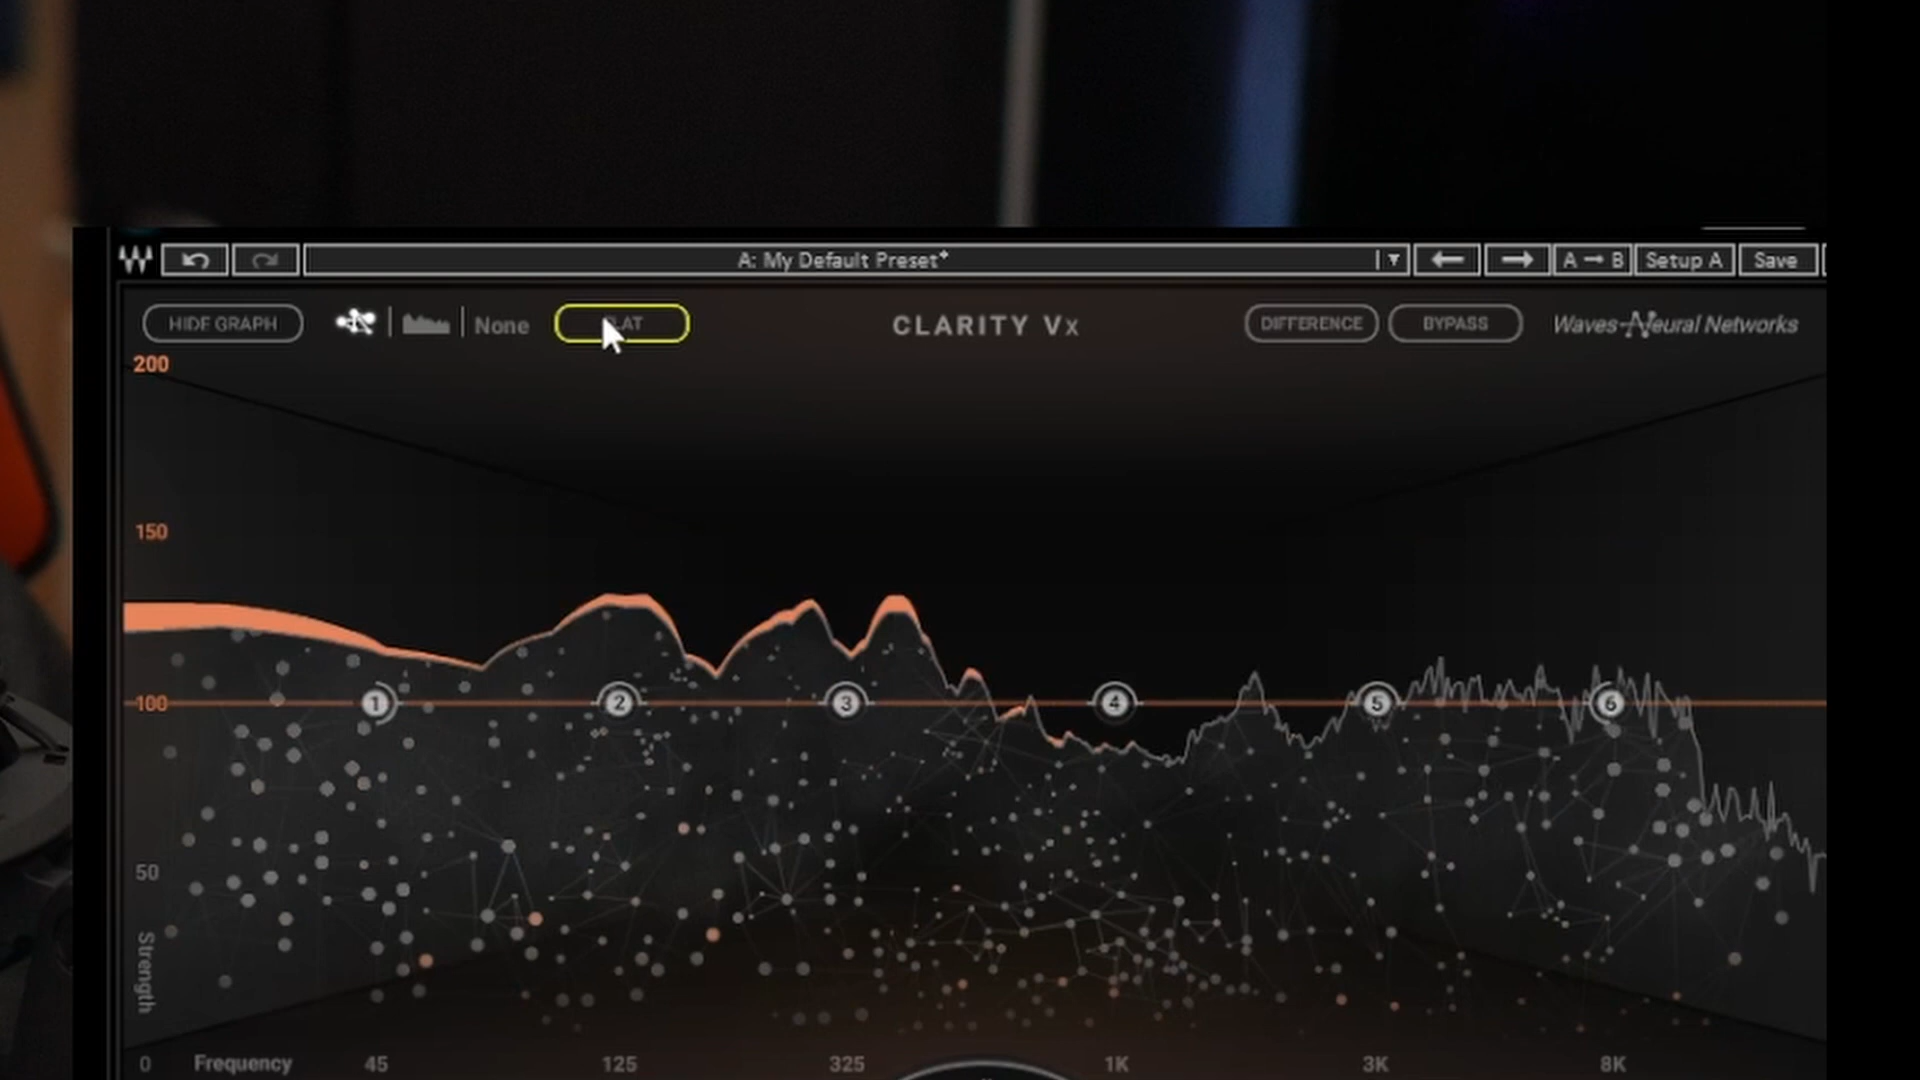 A: My Default Preset*
A → B
Setup A
Save
HIDE GRAPH
None
CLARITY Vx
DIFFERENCE
BYPASS
Waves Neural Networks
200
150
100
1
2
3
4
5
6
50
Strength
0
Frequency
45
125
325
1K
3K
8K